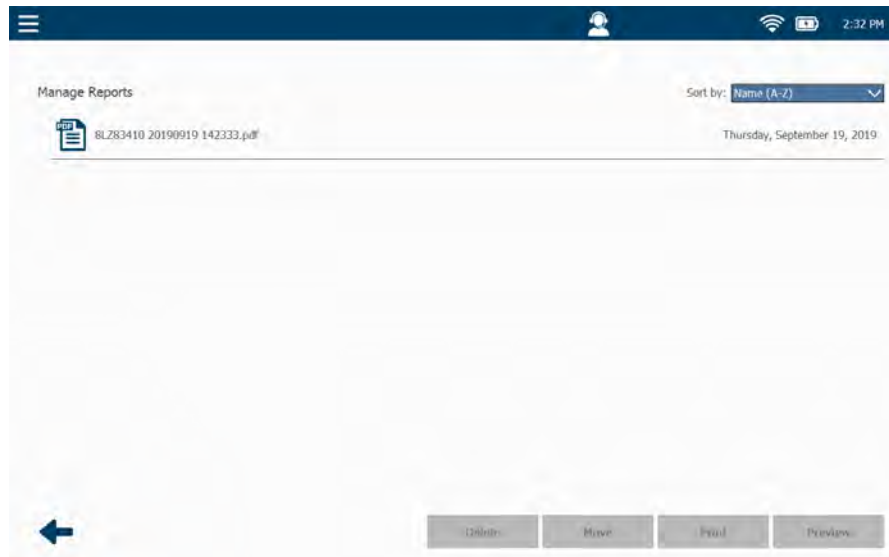 2:32 PM
Manage Reports
Sort by: Name (A-Z)
PDF
8LZ83410 20190919 142333.pdf
Thursday, September 19, 2019
Delete Move Print Preview